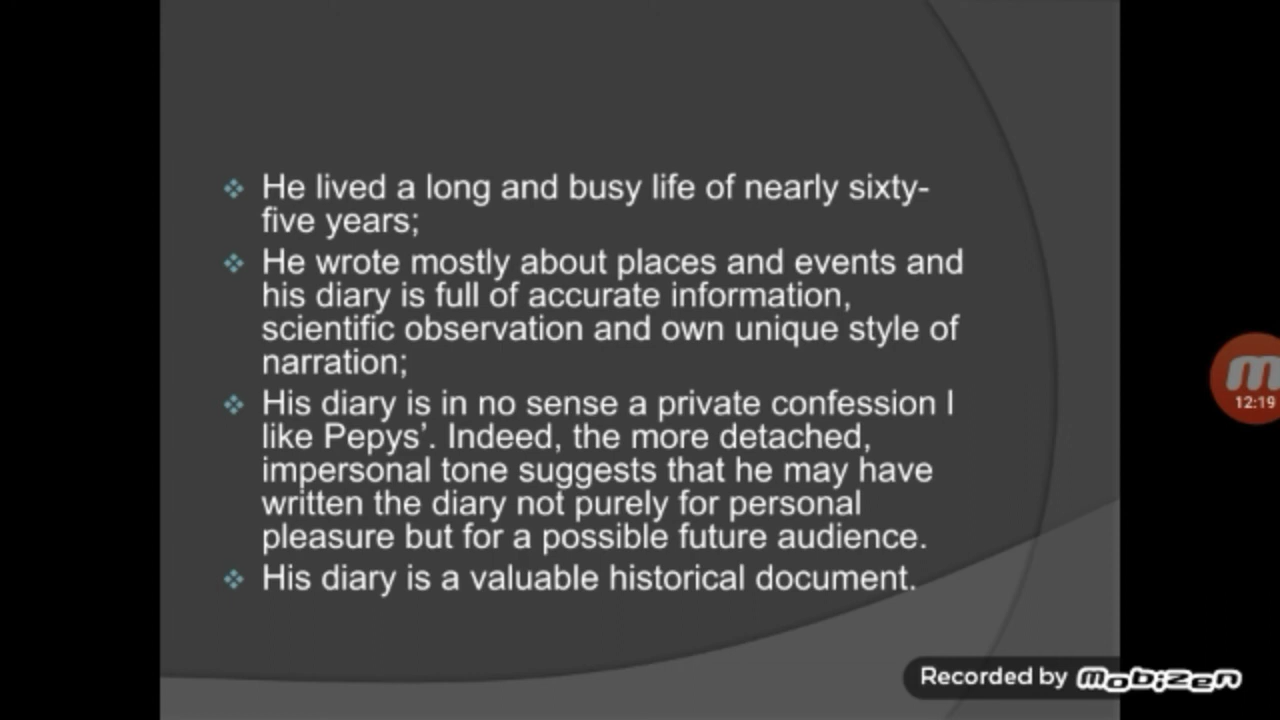 He lived a long and busy life of nearly sixty-
five years;
He wrote mostly about places and events and
his diary is full of accurate information,
scientific observation and own unique style of
narration;
His diary is in no sense a private confession I
like Pepys’. Indeed, the more detached,
impersonal tone suggests that he may have
written the diary not purely for personal
pleasure but for a possible future audience.
His diary is a valuable historical document.
m
12:19
Recorded by Mobizen